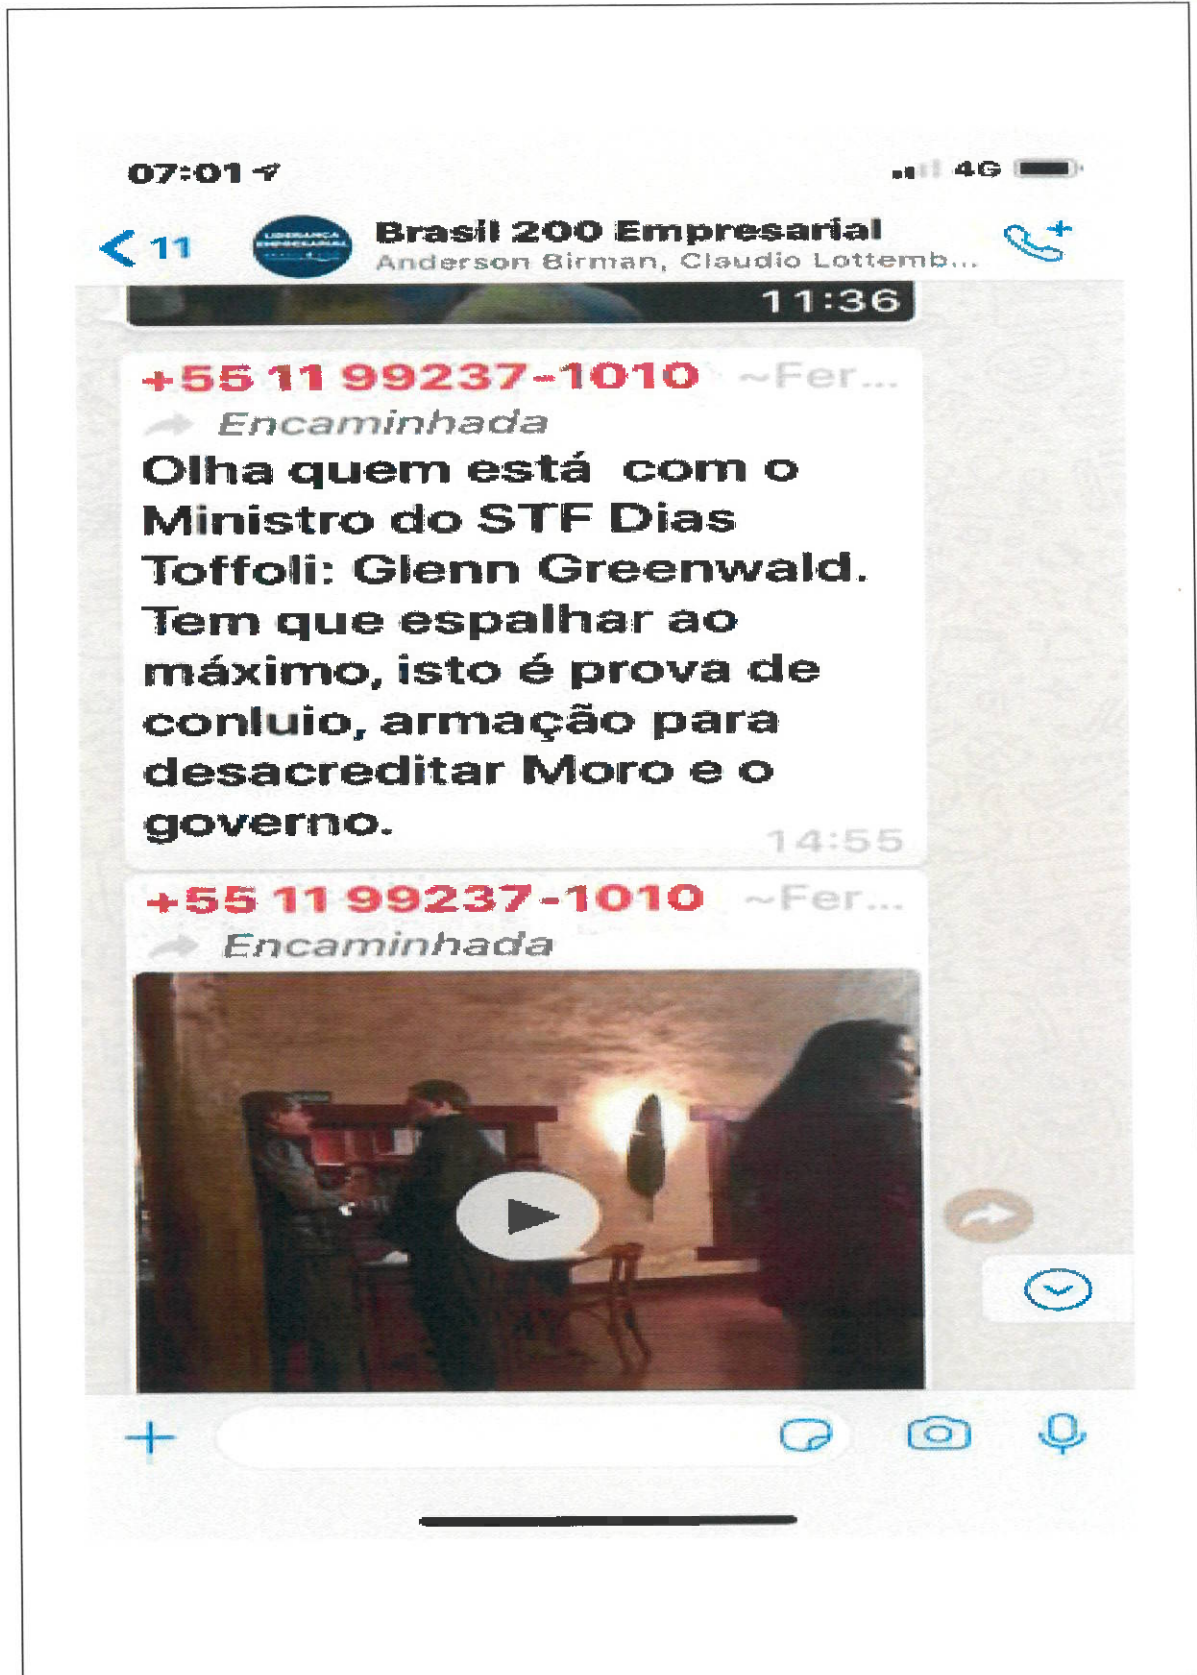 07:01
4G
11
LIDERANÇA
EMPRESARIAL
Brasil 200 Empresarial
Anderson Birman, Claudio Lottemb...
11:36
+55 11 99237-1010 ~Fer...
Encaminhada
Olha quem está com o
Ministro do STF Dias
Toffoli: Glenn Greenwald.
Tem que espalhar ao
máximo, isto é prova de
conluio, armação para
desacreditar Moro e o
governo.
14:55
+55 11 99237-1010 ~Fer...
Encaminhada